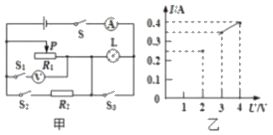 S A
P
L
R₁
S₁ V
S₂ R₂ S₃
甲
I/A
0.4
0.3
0.2
0.1
0
1 2 3 4 U/V
乙